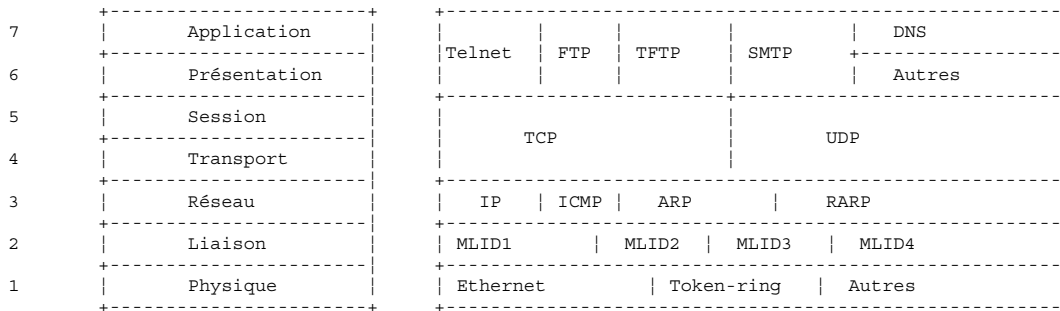 7 Application DNS
Telnet FTP TFTP SMTP
6 Présentation Autres
5 Session
TCP UDP
4 Transport
3 Réseau IP ICMP ARP RARP
2 Liaison MLID1 MLID2 MLID3 MLID4
1 Physique Ethernet Token-ring Autres